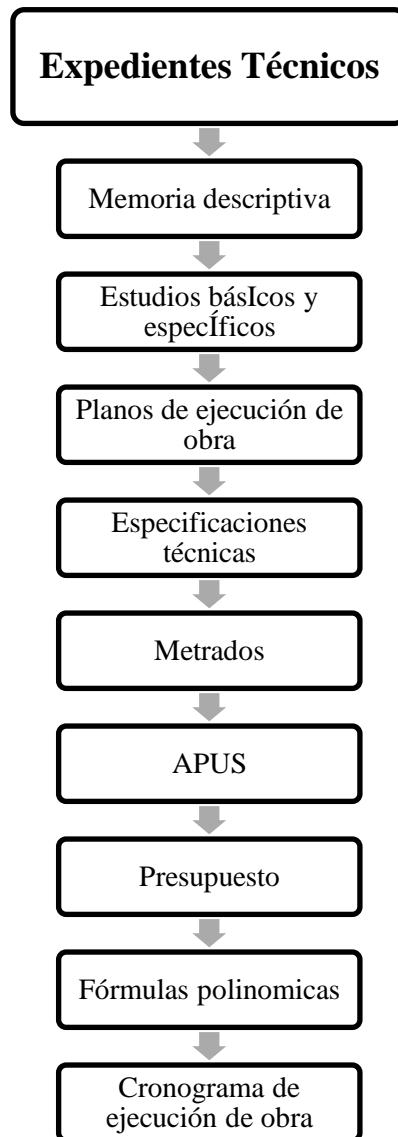 Expedientes Técnicos
Memoria descriptiva
Estudios básIcos y
especÍficos
Planos de ejecución de
obra
Especificaciones
técnicas
Metrados
APUS
Presupuesto
Fórmulas polinomicas
Cronograma de
ejecución de obra